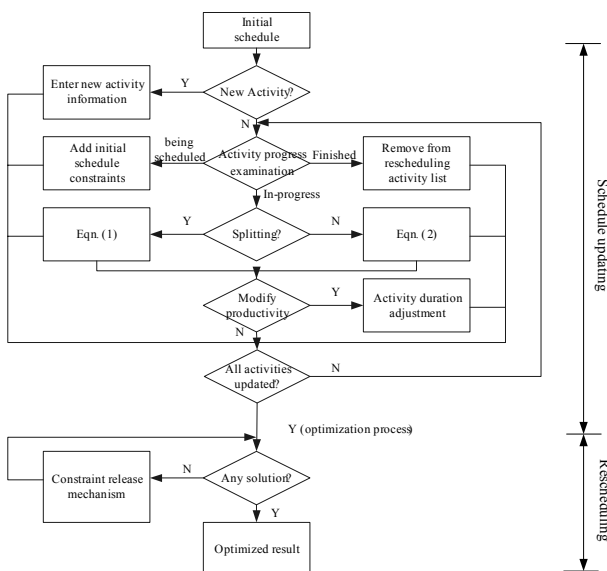 Initial
schedule
Enter new activity
information
Y
New Activity?
N
Add initial
schedule
constraints
being
scheduled
Activity progress
examination
Finished
Remove from
rescheduling
activity list
In-progress
Eqn. (1)
Y
Splitting?
N
Eqn. (2)
Modify
productivity
Y
Activity duration
adjustment
N
All activities
updated?
N
Y (optimization process)
Constraint release
mechanism
N
Any solution?
Y
Optimized result
Schedule updating
Rescheduling